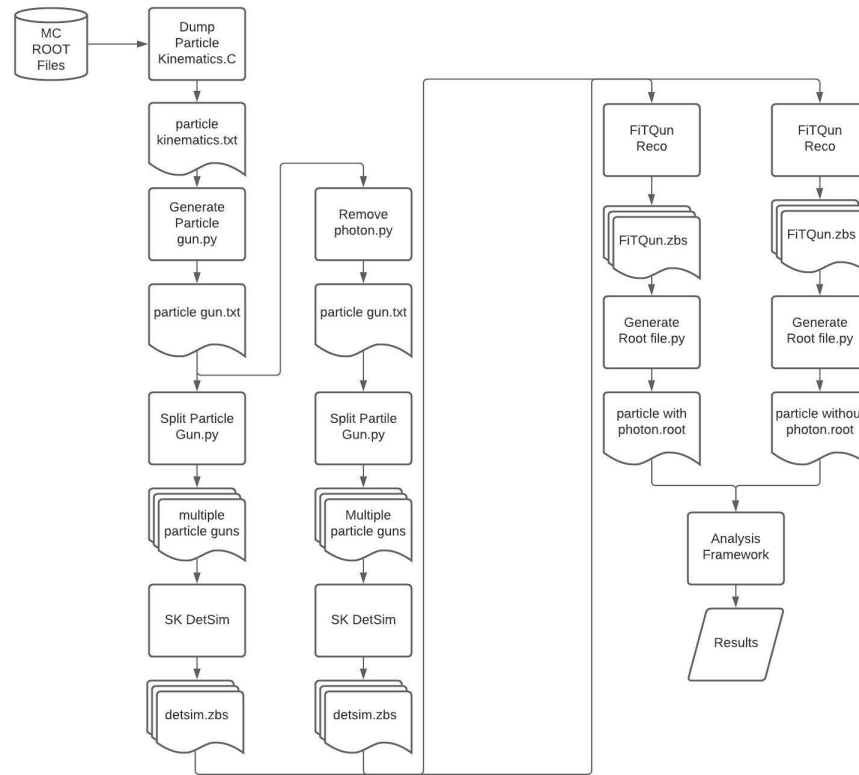 MC
ROOT
Files
Dump
Particle
Kinematics.C
particle
kinematics.txt
Generate
Particle
gun.py
particle gun.txt
Split Particle
Gun.py
multiple
particle guns
SK DetSim
detsim.zbs
Remove
photon.py
particle gun.txt
Split Partile
Gun.py
Multiple
particle guns
SK DetSim
detsim.zbs
FiTQun
Reco
FiTQun.zbs
Generate
Root file.py
particle with
photon.root
FiTQun
Reco
FiTQun.zbs
Generate
Root file.py
particle withou
photon.root
Analysis
Framework
Results